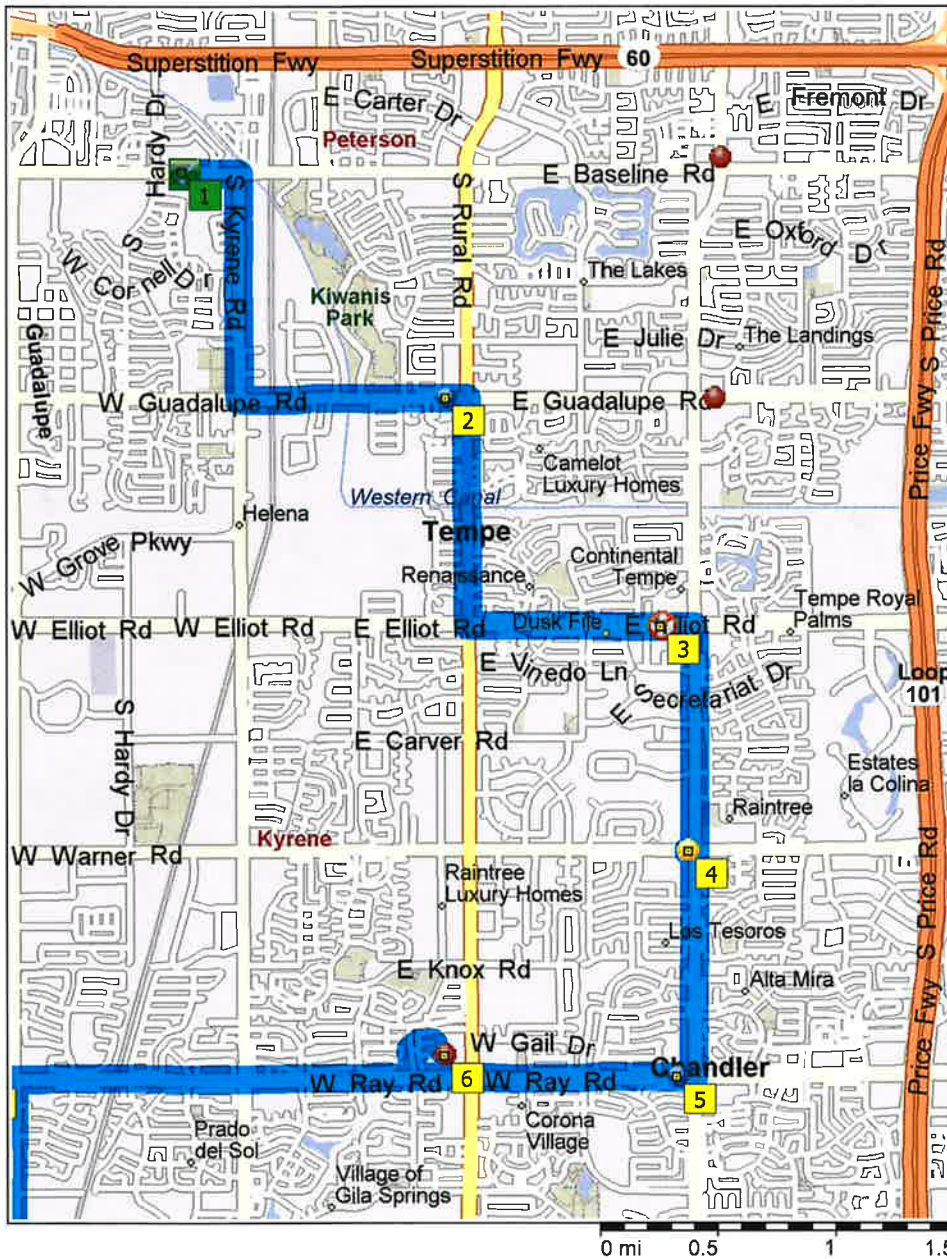 Superstition Fwy
Superstition Fwy
60
E Carter Dr
E Fremont Dr
Hardy Dr
Peterson
E Baseline Rd
1
S Kyrene Rd
S Rural Rd
E Oxford Dr
S Cornell Dr
W
The Lakes
Kiwanis
Park
E Julie Dr
The Landings
Guadalupe
W Guadalupe Rd
E Guadalupe Rd
2
Price Fwy S Price Rd
Camelot
Luxury Homes
Western Canal
Helena
Tempe
W Grove Pkwy
Continental
Tempe
Renaissance
Tempe Royal
Palms
W Elliot Rd
W Elliot Rd
E Elliot Rd
Dusk Fire
E Elliot Rd
3
E Vinedo Ln
E Secretariat Dr
Loop
101
S Hardy Dr
E Carver Rd
Estates
la Colina
Raintree
Kyrene
W Warner Rd
4
Price Fwy S Price Rd
Raintree
Luxury Homes
Los Tesoros
E Knox Rd
Alta Mira
W Gail Dr
Chandler
W Ray Rd
6
W Ray Rd
5
Corona
Village
Prado
del Sol
Village of
Gila Springs
0 mi
0.5
1